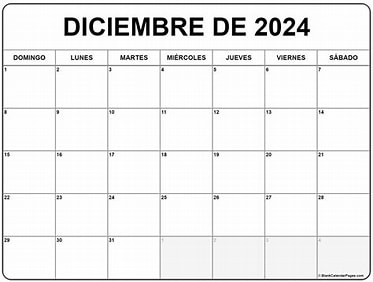 DICIEMBRE DE 2024
DOMINGO LUNES MARTES MIÉRCOLES JUEVES VIERNES SÁBADO
1 2 3 4 5 6 7
8 9 10 11 12 13 14
15 16 17 18 19 20 21
22 23 24 25 26 27 28
29 30 31 1 2 3 4
© BlankCalendarPages.com